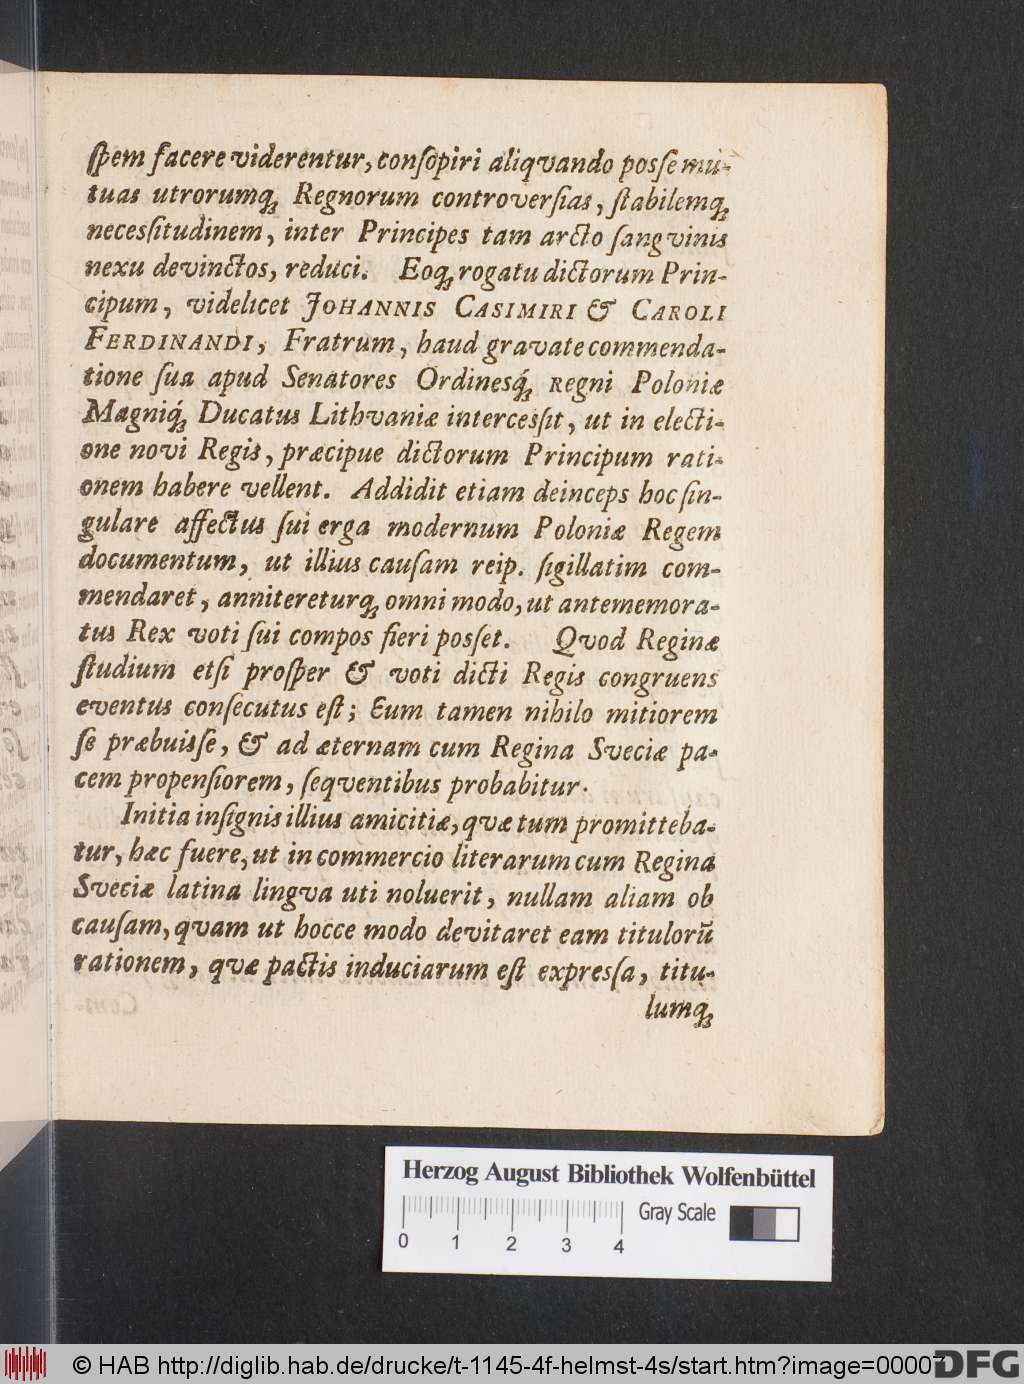 ſpem facere viderentur, conſopiri aliqvando posſe mu-
tuas utrorumq; Regnorum controverſias, ſtabilemq;
necesſitudinem, inter Principes tam arcto ſangvinis
nexu devinctos, reduci. Eoq; rogatu dictorum Prin-
cipum, videlicet JOHANNIS CASIMIRI & CAROLI
FERDINANDI, Fratrum, haud gravate commenda-
tione ſua apud Senatores Ordinesq́; Regni Poloniæ
Magniq́; Ducatus Lithvaniæ intercesſit, ut in electi-
one novi Regis, præcipue dictorum Principum rati-
onem habere vellent. Addidit etiam deinceps hoc ſin-
gulare affectus ſui erga modernum Poloniæ Regem
documentum, ut illius cauſam reip. ſigillatim com-
mendaret, annitereturq; omni modo, ut antememora-
tus Rex voti ſui compos fieri posſet. Qvod Reginæ
ſtudium etſi proſper & voti dicti Regis congruens
eventus conſecutus eſt; Eum tamen nihilo mitiorem
ſe præbuisſe, & ad æternam cum Regina Sveciæ pa-
cem propenſiorem, ſeqventibus probabitur.
Initia inſignis illius amicitiæ, qvæ tum promitteba-
tur, hæc fuere, ut in commercio literarum cum Regina
Sveciæ latina lingva uti noluerit, nullam aliam ob
cauſam, qvam ut hocce modo devitaret eam titulorū
rationem, qvæ pactis induciarum eſt expresſa, titu-
lumq;
Herzog August Bibliothek Wolfenbüttel
Gray Scale
0 1 2 3 4
© HAB http://diglib.hab.de/drucke/t-1145-4f-helmst-4s/start.htm?image=00007
DFG